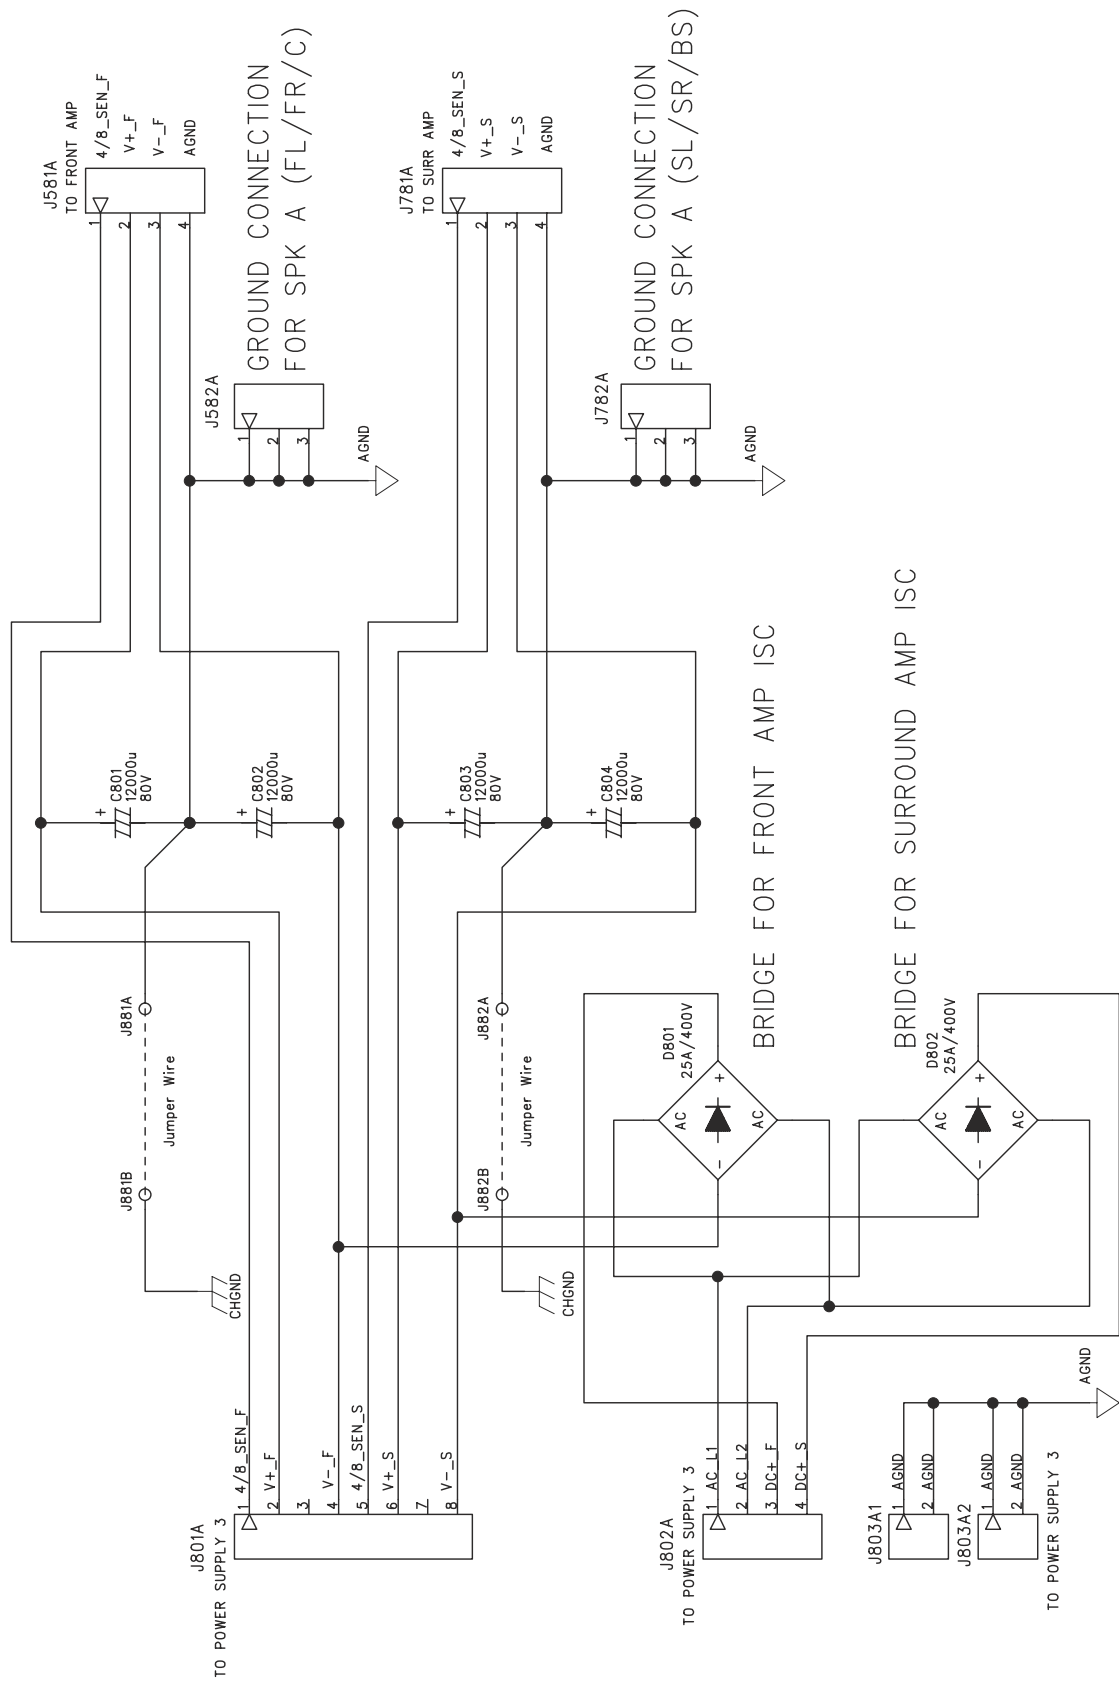 J801A
TO POWER SUPPLY 3
1 4/8_SEN_F
2 V+_F
3
4 V-_F
5 4/8_SEN_S
6 V+_S
7
8 V-_S
CHGND
J881B
Jumper Wire
J881A
C801
12000u
80V
+
C802
12000u
80V
+
J581A
TO FRONT AMP
1 4/8_SEN_F
2 V+_F
3 V-_F
4 AGND
J582A
1
2
3
AGND
GROUND CONNECTION
FOR SPK A (FL/FR/C)
CHGND
J882B
Jumper Wire
J882A
C803
12000u
80V
+
C804
12000u
80V
+
J781A
TO SURR AMP
1 4/8_SEN_S
2 V+_S
3 V-_S
4 AGND
J782A
1
2
3
AGND
GROUND CONNECTION
FOR SPK A (SL/SR/BS)
J802A
TO POWER SUPPLY 3
1 AC_L1
2 AC_L2
3 DC+_F
4 DC+_S
D801
25A/400V
AC
- +
AC
BRIDGE FOR FRONT AMP ISC
D802
25A/400V
AC
- +
AC
BRIDGE FOR SURROUND AMP ISC
J803A1
1 AGND
2 AGND
J803A2
1 AGND
2 AGND
TO POWER SUPPLY 3
AGND